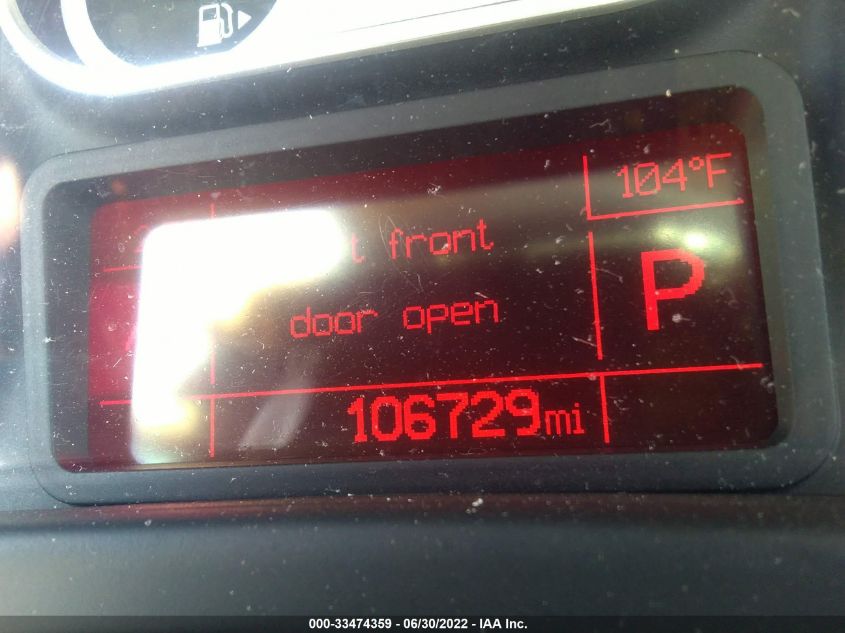 104°F
t front
door open
P
106729mi
000-33474359 - 06/30/2022 - IAA Inc.